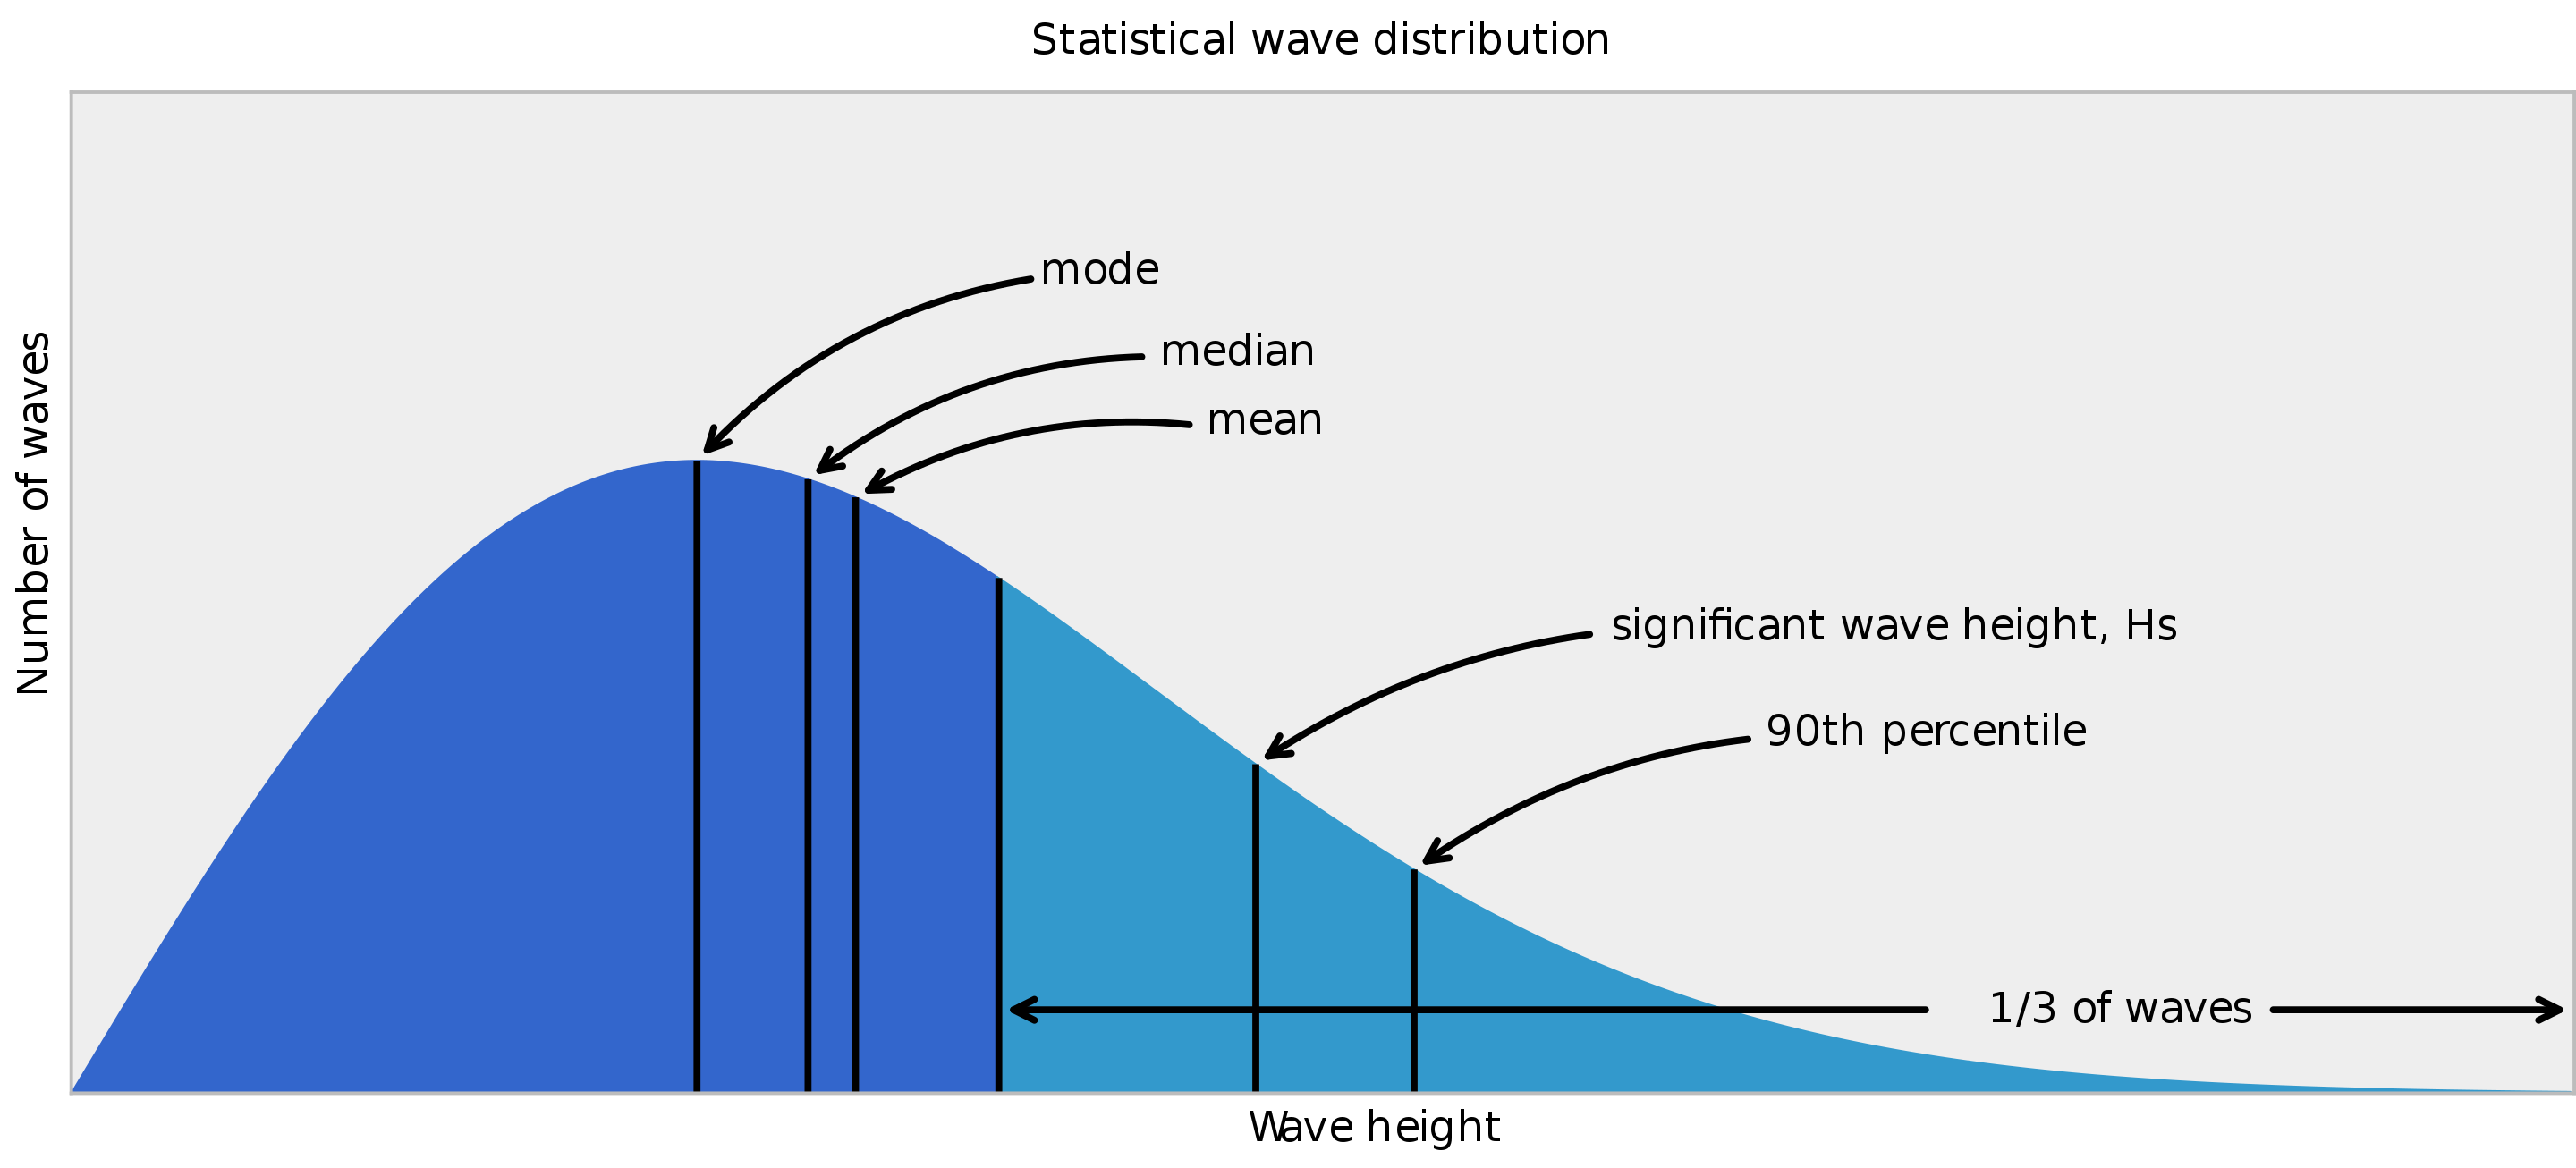 Statistical wave distribution
mode
median
mean
Number of waves
significant wave height, Hs
90th percentile
1/3 of waves
Wave height